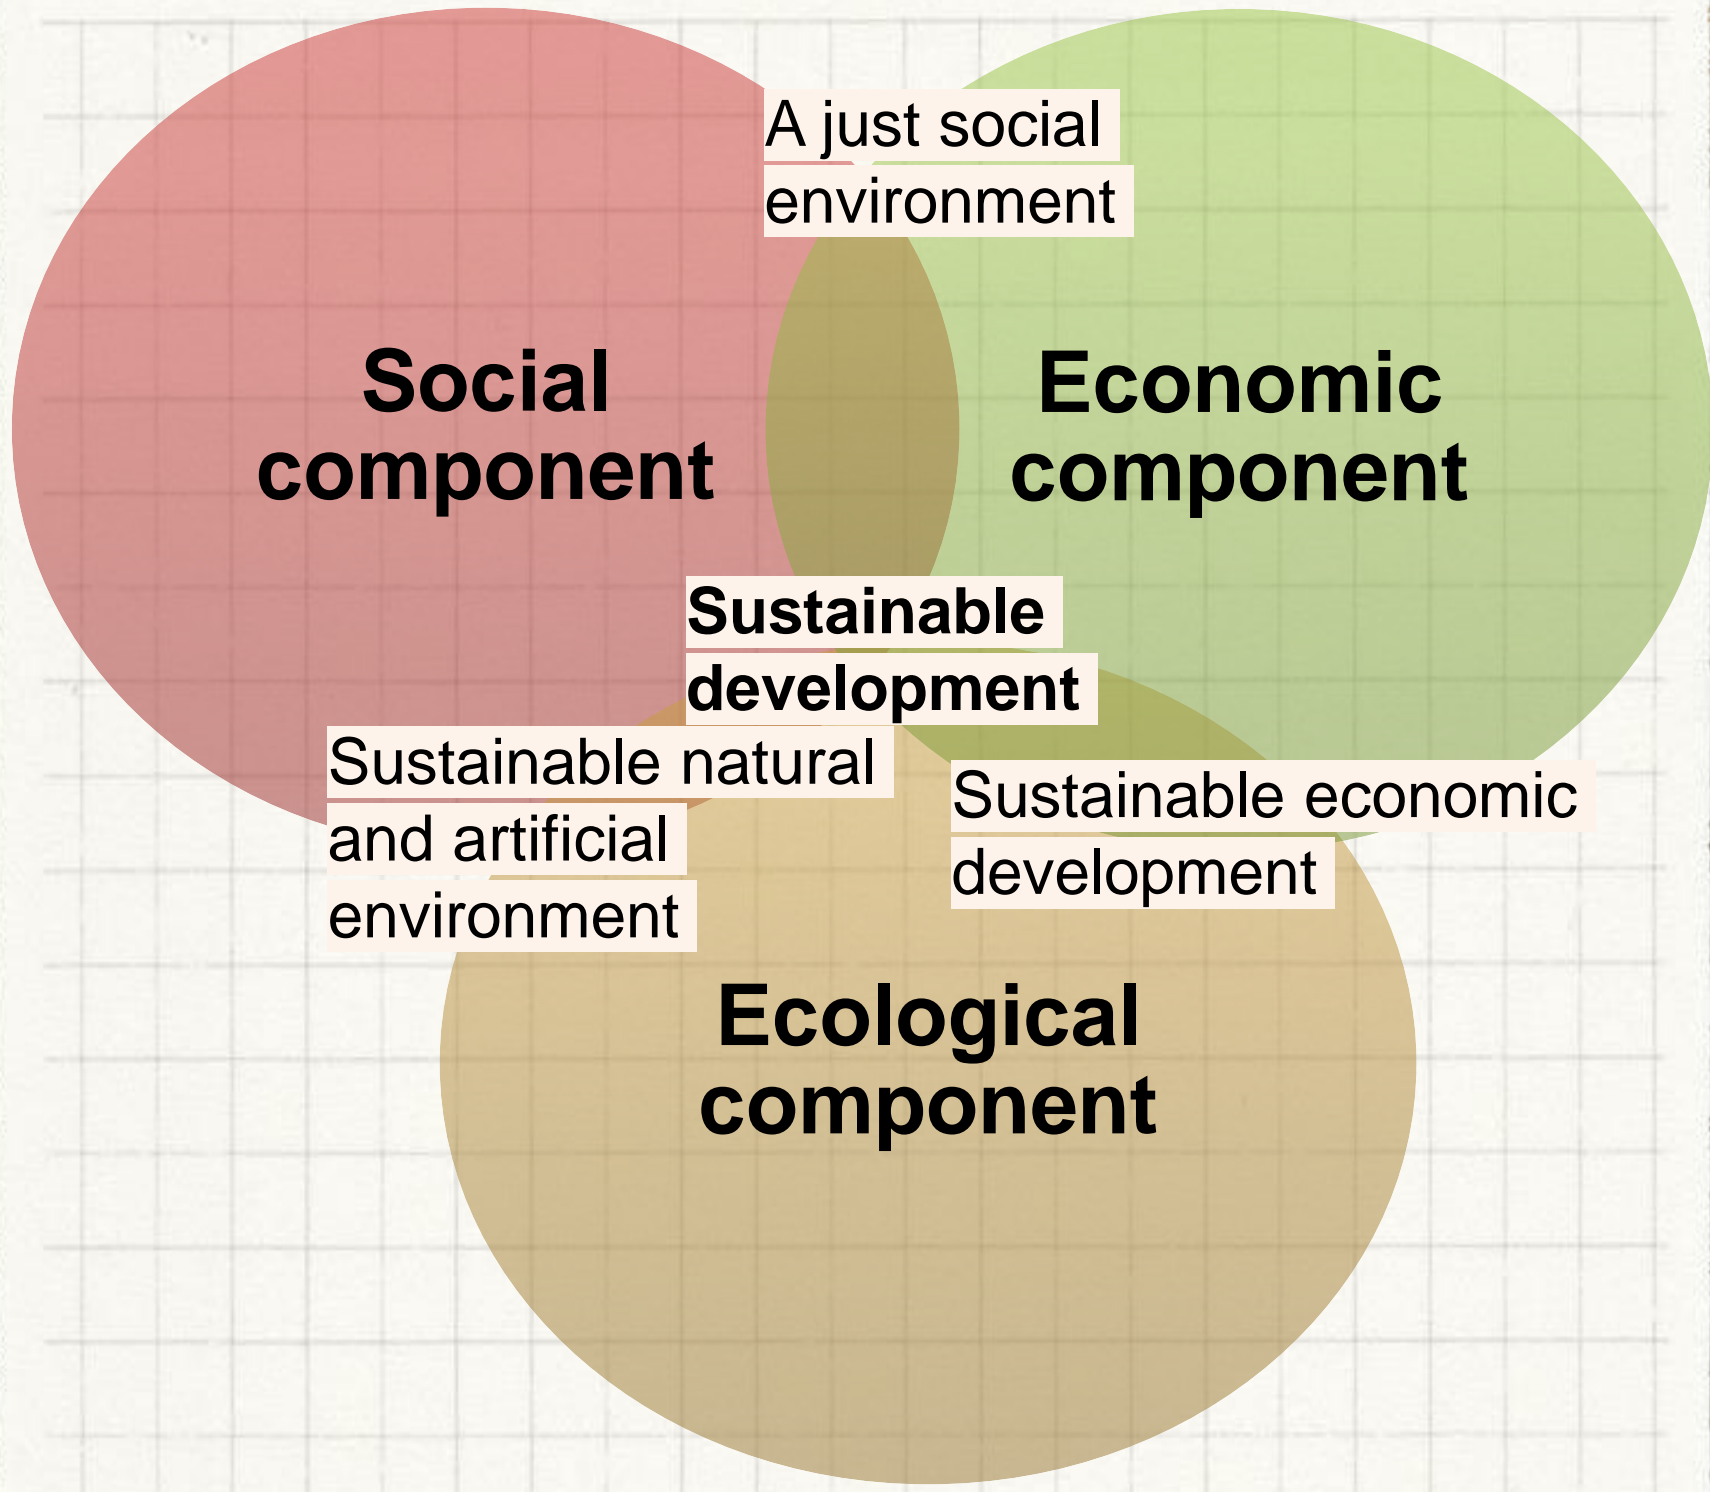 A just social
environment
Social
component
Economic
component
Sustainable
development
Sustainable natural
and artificial
environment
Sustainable economic
development
Ecological
component